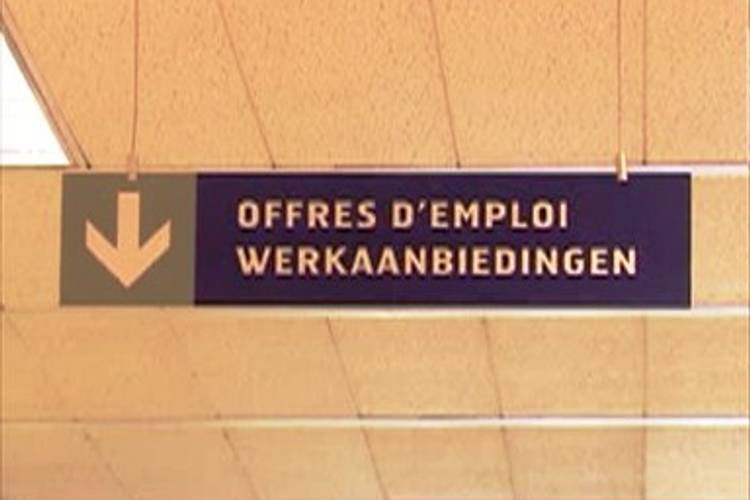 OFFRES D'EMPLOI
WERKAANBIEDINGEN